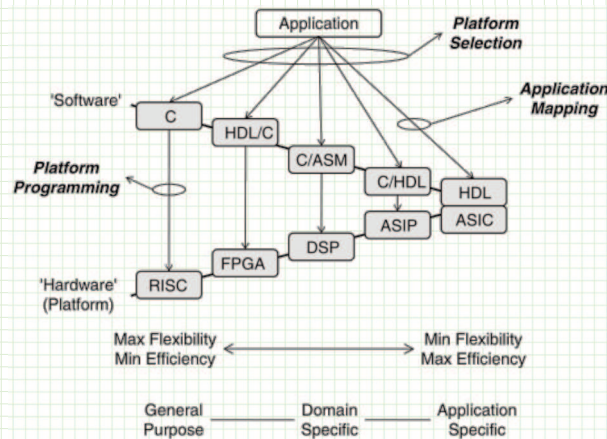 Application
Platform
Selection
'Software'
C
HDL/C
C/ASM
C/HDL
HDL
Application
Mapping
Platform
Programming
ASIC
ASIP
DSP
FPGA
RISC
'Hardware'
(Platform)
Max Flexibility
Min Efficiency
Min Flexibility
Max Efficiency
General
Purpose
Domain
Specific
Application
Specific